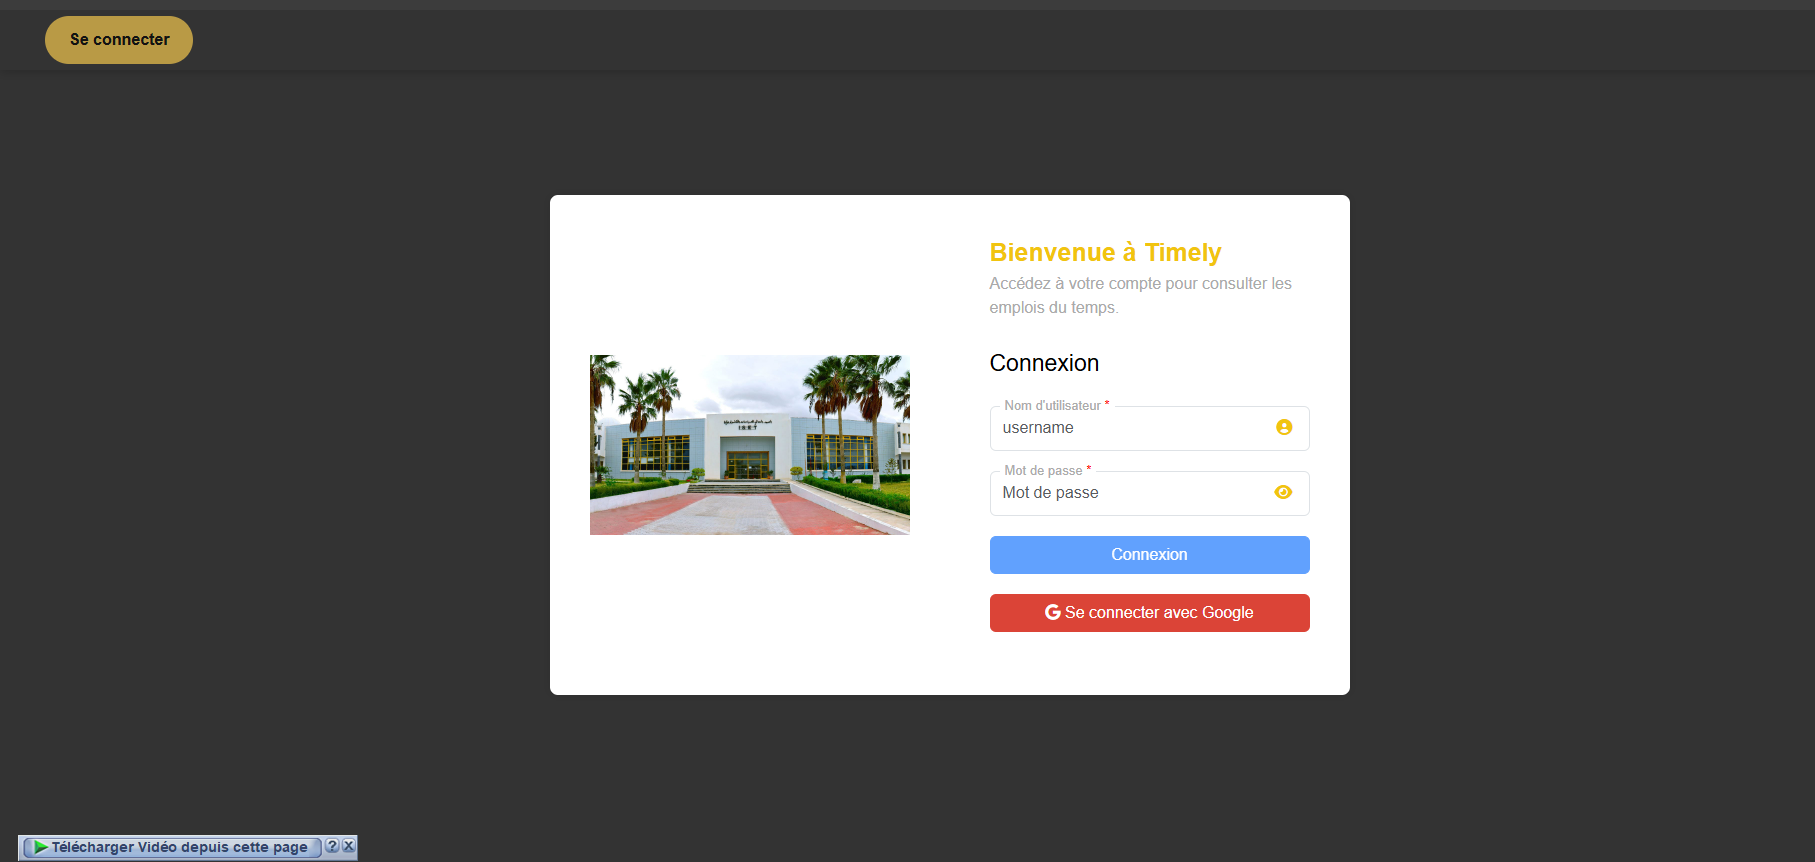 Se connecter
Bienvenue à Timely
Accédez à votre compte pour consulter les
emplois du temps.
Connexion
Nom d'utilisateur *
username
Mot de passe *
Mot de passe
Connexion
Se connecter avec Google
Télécharger Vidéo depuis cette page ? X